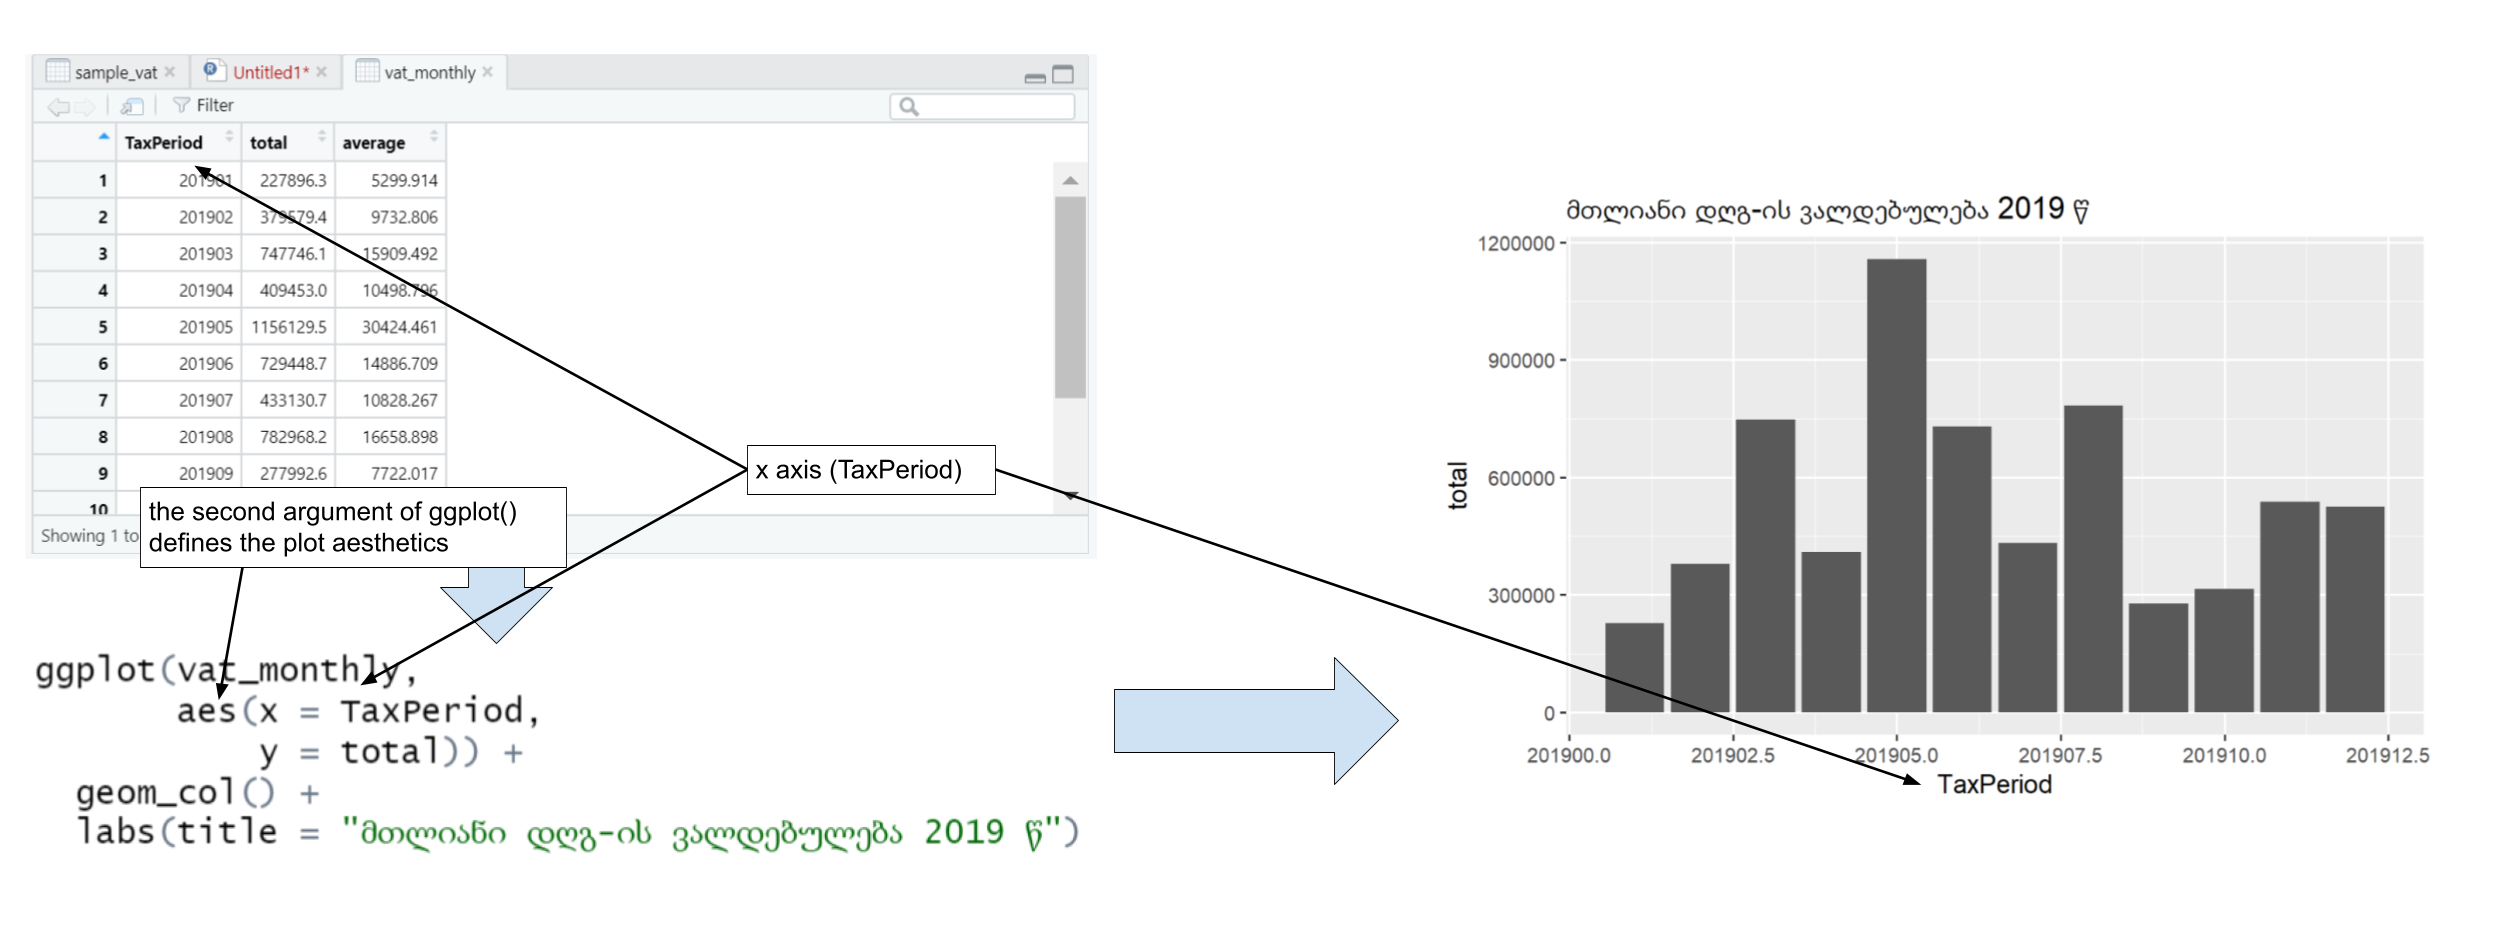 sample_vat Untitled1* vat_monthly
Filter
TaxPeriod total average
1 201901 227896.3 5299.914
2 201902 379579.4 9732.806
3 201903 747746.1 15909.492
4 201904 409453.0 10498.796
5 201905 1156129.5 30424.461
6 201906 729448.7 14886.709
7 201907 433130.7 10828.267
8 201908 782968.2 16658.898
9 201909 277992.6 7722.017
10
Showing 1 to
the second argument of ggplot()
defines the plot aesthetics
x axis (TaxPeriod)
ggplot(vat_monthly,
aes(x = TaxPeriod,
y = total)) +
geom_col() +
labs(title = "მთლიანი დღგ-ის ვალდებულება 2019 წ")
მთლიანი დღგ-ის ვალდებულება 2019 წ
1200000
900000
600000
300000
0
total
201900.0 201902.5 201905.0 201907.5 201910.0 201912.5
TaxPeriod